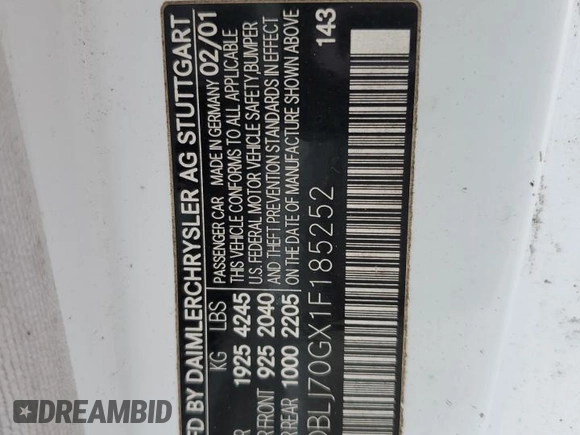 FD BY DAIMLERCHRYSLER AG STUTTGART
KG LBS PASSENGER CAR MADE IN GERMANY 02/01
1925 4245 THIS VEHICLE CONFORMS TO ALL APPLICABLE
FRONT 925 2040 U.S. FEDERAL MOTOR VEHICLE SAFETY, BUMPER
REAR 1000 2205 AND THEFT PREVENTION STANDARDS IN EFFECT
ON THE DATE OF MANUFACTURE SHOWN ABOVE
143
BLJ70GX1F185252
DREAMBID